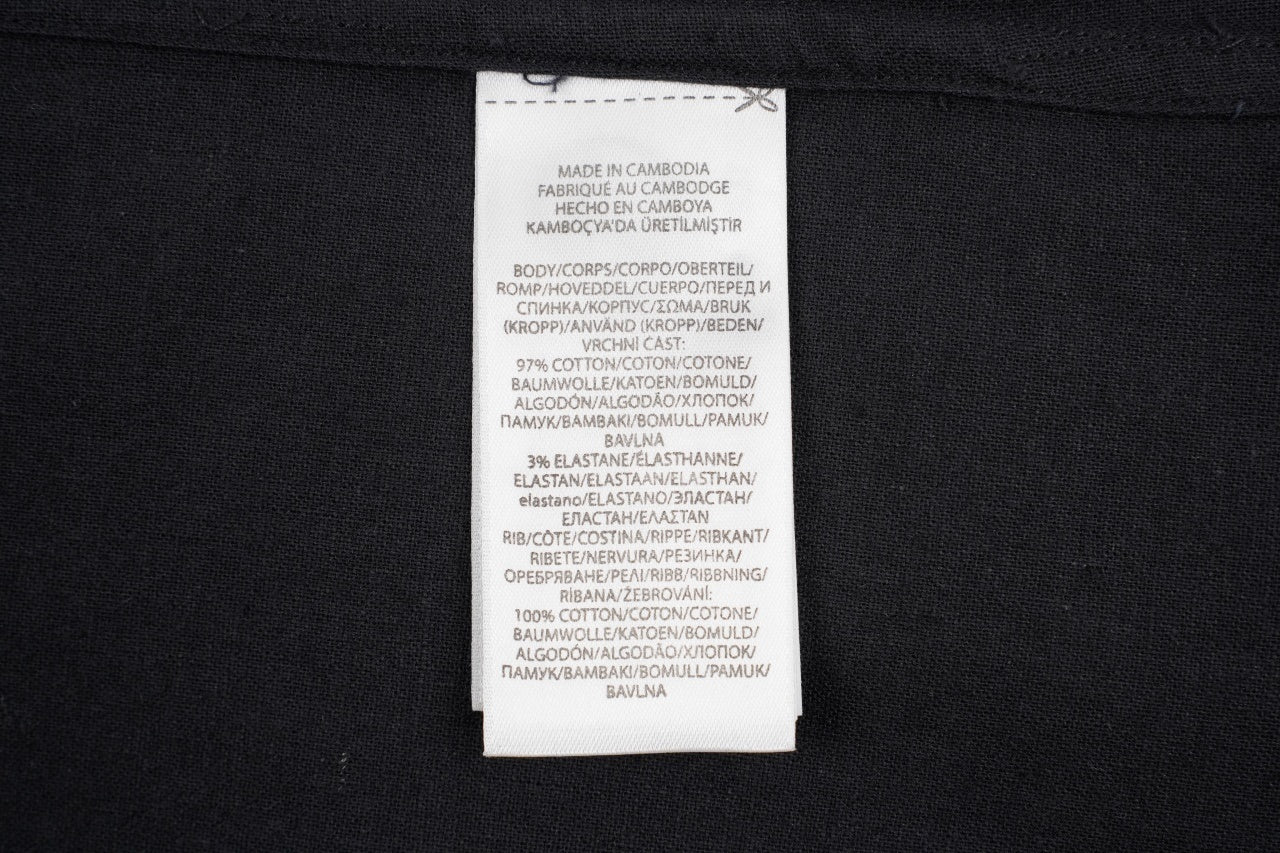 MADE IN CAMBODIA
FABRIQUÉ AU CAMBODGE
HECHO EN CAMBOYA
KAMBOÇYA'DA ÜRETİLMİŞTİR
BODY/CORPS/CORPO/OBERTEIL/
ROMP/HOVEDDEL/CUERPO/ПЕРЕД И
СПИНКА/КОРПУС/ΣΩΜΑ/BRUK
(KROPP)/ANVÄND (KROPP)/BEDEN/
VRCHNÍ CAST:
97% COTTON/COTON/COTONE/
BAUMWOLLE/KATOEN/BOMULD/
ALGODÓN/ALGODÃO/ХЛОПОК/
ПАМУК/ΒΑΜΒΑΚΙ/BOMULL/PAMUK/
BAVLNA
3% ELASTANE/ÉLASTHANNE/
ELASTAN/ELASTAAN/ELASTHAN/
elastano/ELASTANO/ЭЛАСТАН/
ЕЛАСТАН/ΕΛΑΣΤΑΝ
RIB/CÔTE/COSTINA/RIPPE/RIBKANT/
RIBETE/NERVURA/РЕЗИНКА/
ОРЕБРЯВАНЕ/ΡΕΛΙ/RIBB/RIBBNING/
RİBANA/ŽEBROVÁNÍ:
100% COTTON/COTON/COTONE/
BAUMWOLLE/KATOEN/BOMULD/
ALGODÓN/ALGODÃO/ХЛОПОК/
ПАМУК/ΒΑΜΒΑΚΙ/BOMULL/PAMUK/
BAVLNA